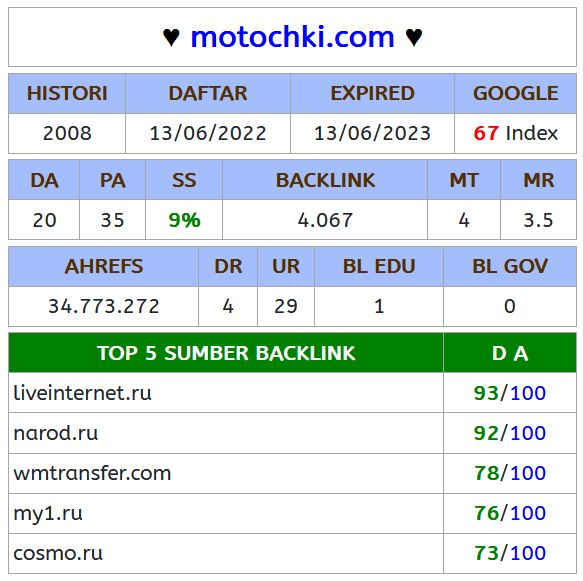 ♥ motochki.com ♥
HISTORI DAFTAR EXPIRED GOOGLE
2008 13/06/2022 13/06/2023 67 Index
DA PA SS BACKLINK MT MR
20 35 9% 4.067 4 3.5
AHREFS DR UR BL EDU BL GOV
34.773.272 4 29 1 0
TOP 5 SUMBER BACKLINK D A
liveinternet.ru 93/100
narod.ru 92/100
wmtransfer.com 78/100
my1.ru 76/100
cosmo.ru 73/100